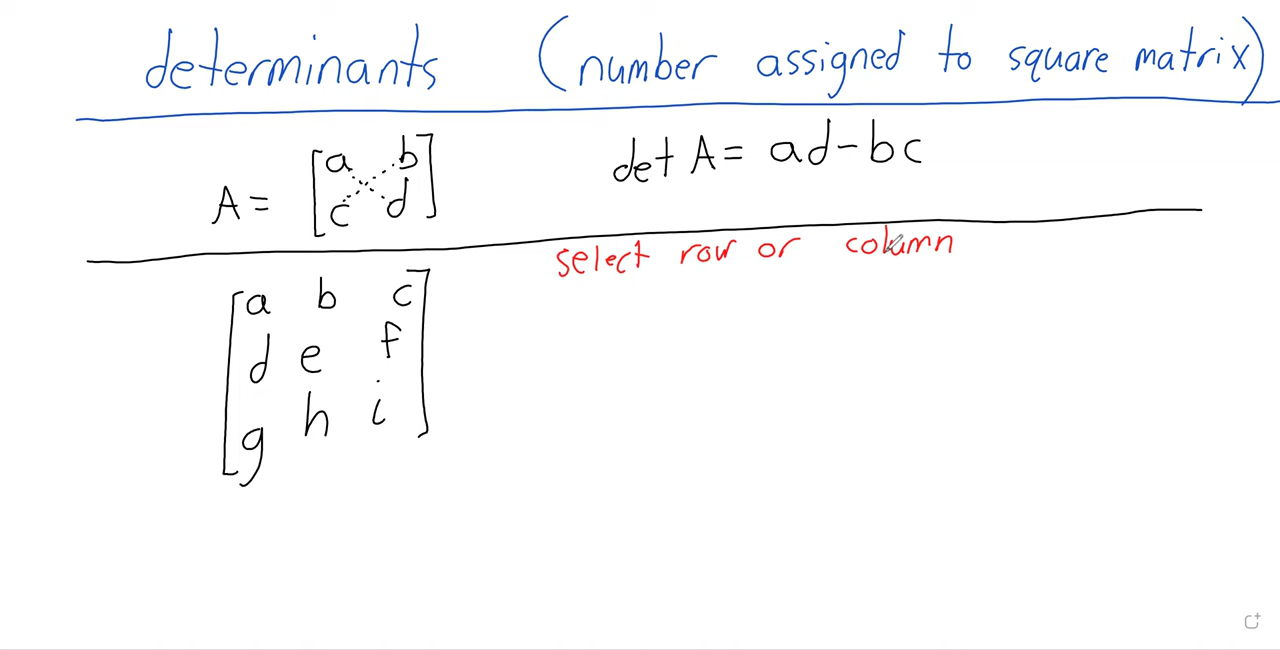 determinants (number assigned to square matrix)
A = [a b
c d] det A = ad - bc
select row or column
[a b c
d e f
g h i]